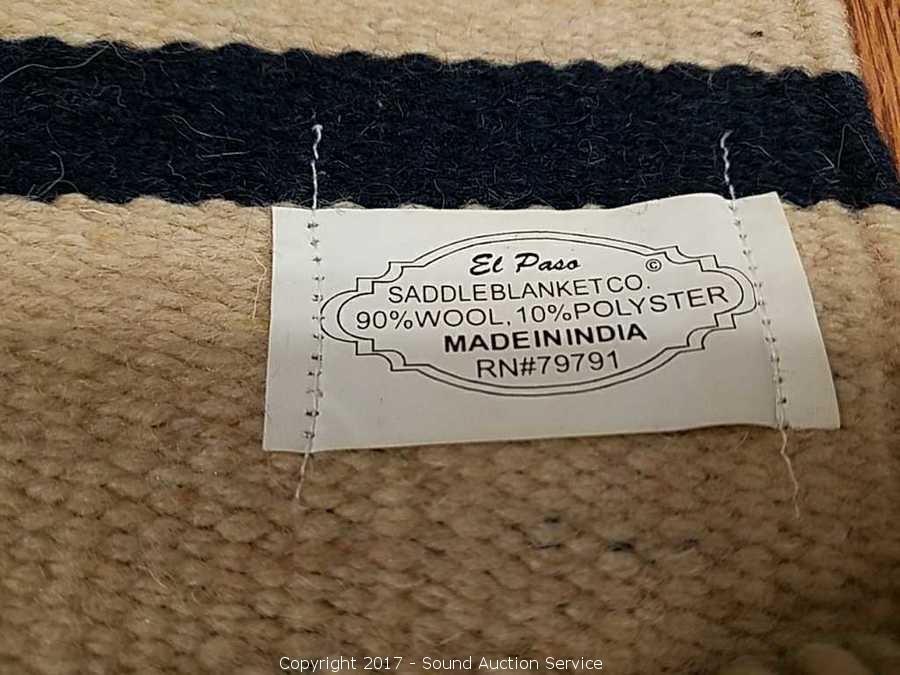 El Paso ©
SADDLEBLANKETCO.
90%WOOL, 10%POLYSTER
MADEININDIA
RN#79791
Copyright 2017 - Sound Auction Service